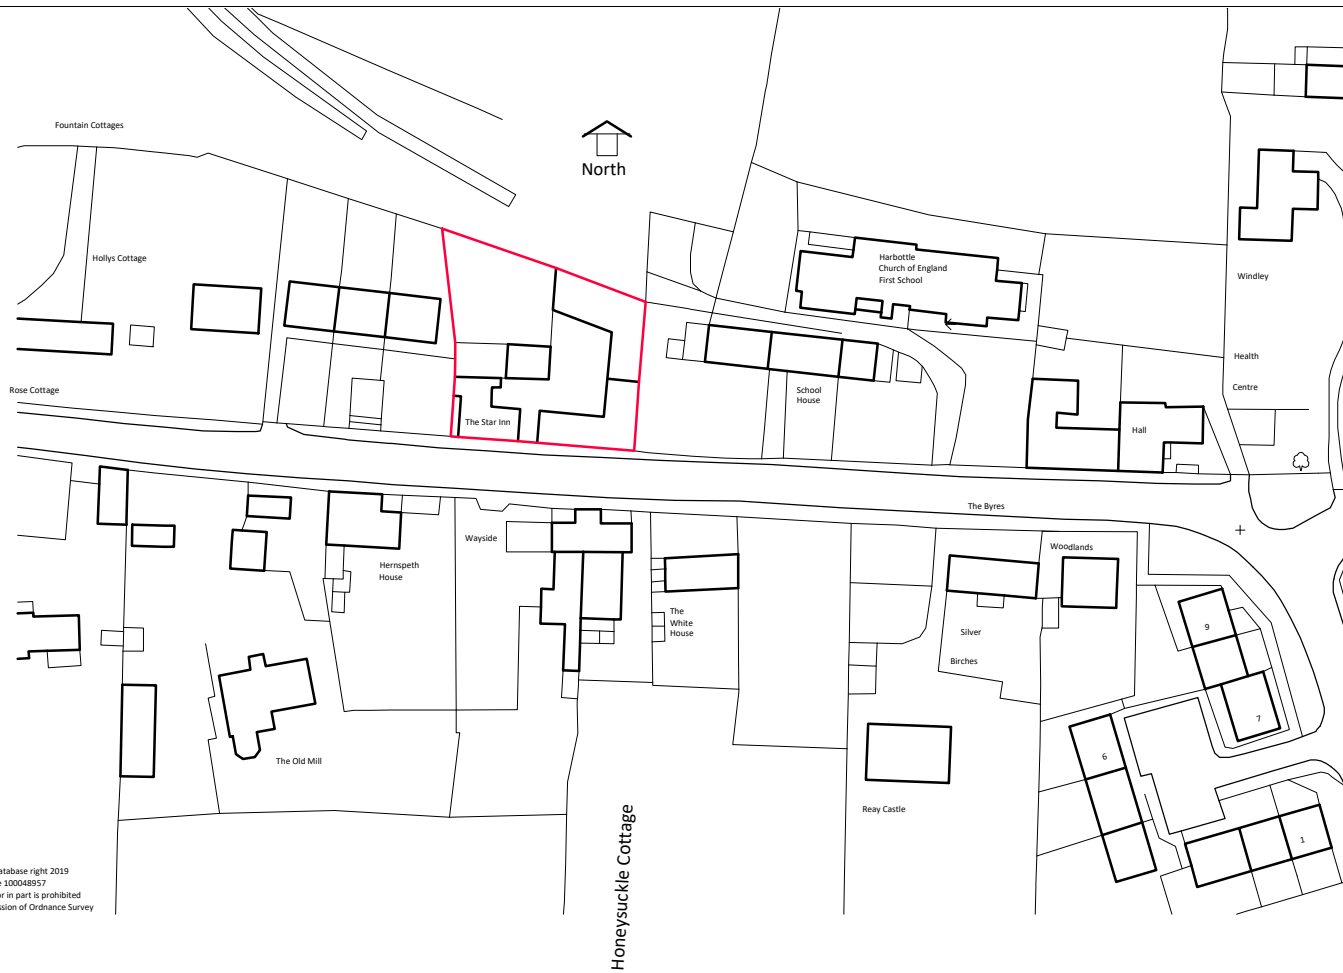 Fountain Cottages
North
Hollys Cottage
Harbottle
Church of England
First School
Windley
Health
Centre
Rose Cottage
School
House
The Star Inn
Hall
The Byres
Wayside
Woodlands
Hernspeth
House
The
White
House
Silver
Birches
9
7
6
The Old Mill
Reay Castle
1
Honeysuckle Cottage
atabase right 2019
100048957
or in part is prohibited
ssion of Ordnance Survey